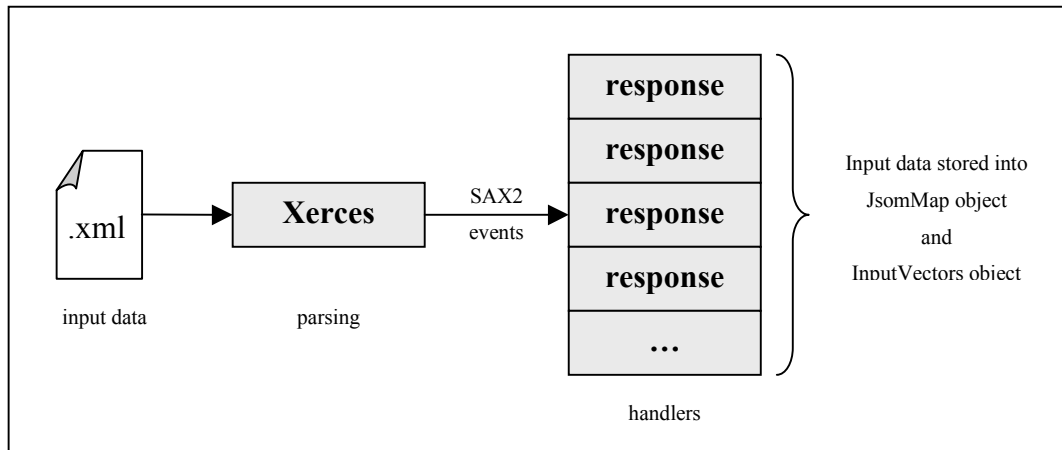 .xml
input data
Xerces
parsing
SAX2
events
response
response
response
response
...
handlers
Input data stored into
JsomMap object
and
InputVectors object